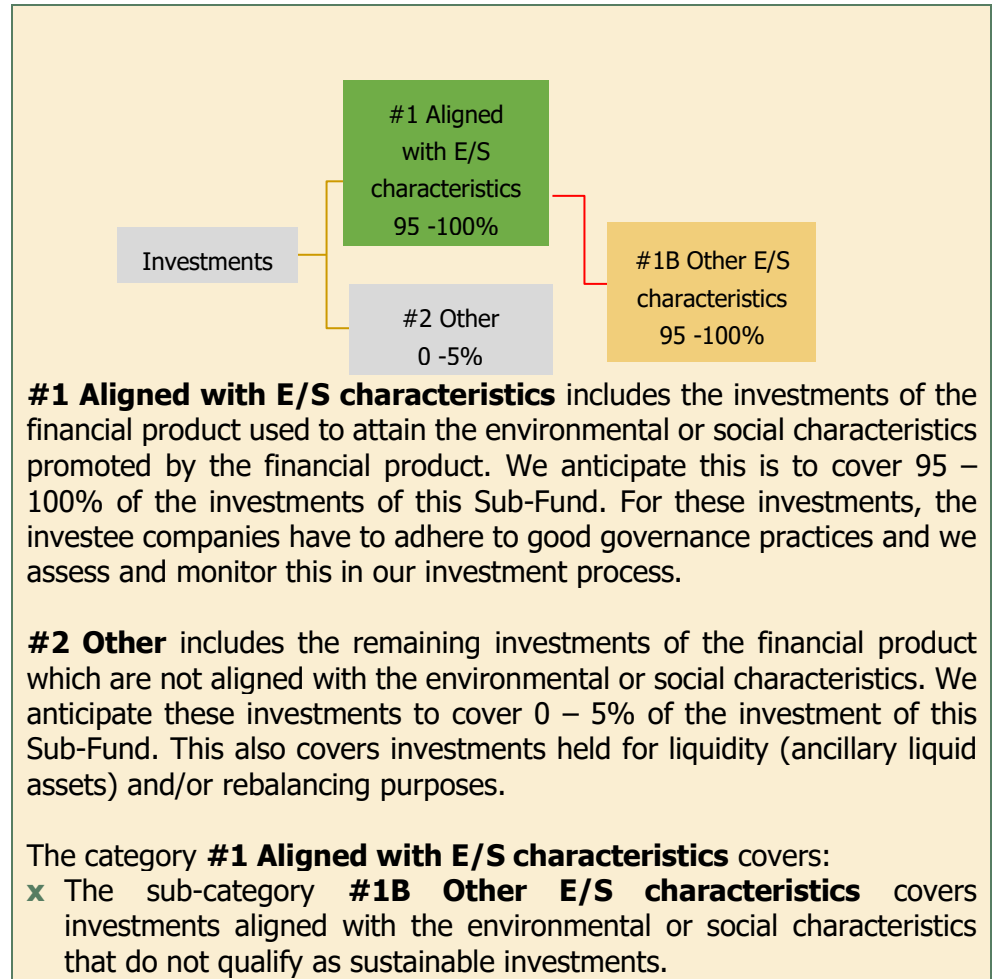 #1 Aligned
with E/S
characteristics
95 -100%
Investments
#2 Other
0 -5%
#1B Other E/S
characteristics
95 -100%
#1 Aligned with E/S characteristics includes the investments of the
financial product used to attain the environmental or social characteristics
promoted by the financial product. We anticipate this is to cover 95 –
100% of the investments of this Sub-Fund. For these investments, the
investee companies have to adhere to good governance practices and we
assess and monitor this in our investment process.
#2 Other includes the remaining investments of the financial product
which are not aligned with the environmental or social characteristics. We
anticipate these investments to cover 0 – 5% of the investment of this
Sub-Fund. This also covers investments held for liquidity (ancillary liquid
assets) and/or rebalancing purposes.
The category #1 Aligned with E/S characteristics covers:
x The sub-category #1B Other E/S characteristics covers
investments aligned with the environmental or social characteristics
that do not qualify as sustainable investments.